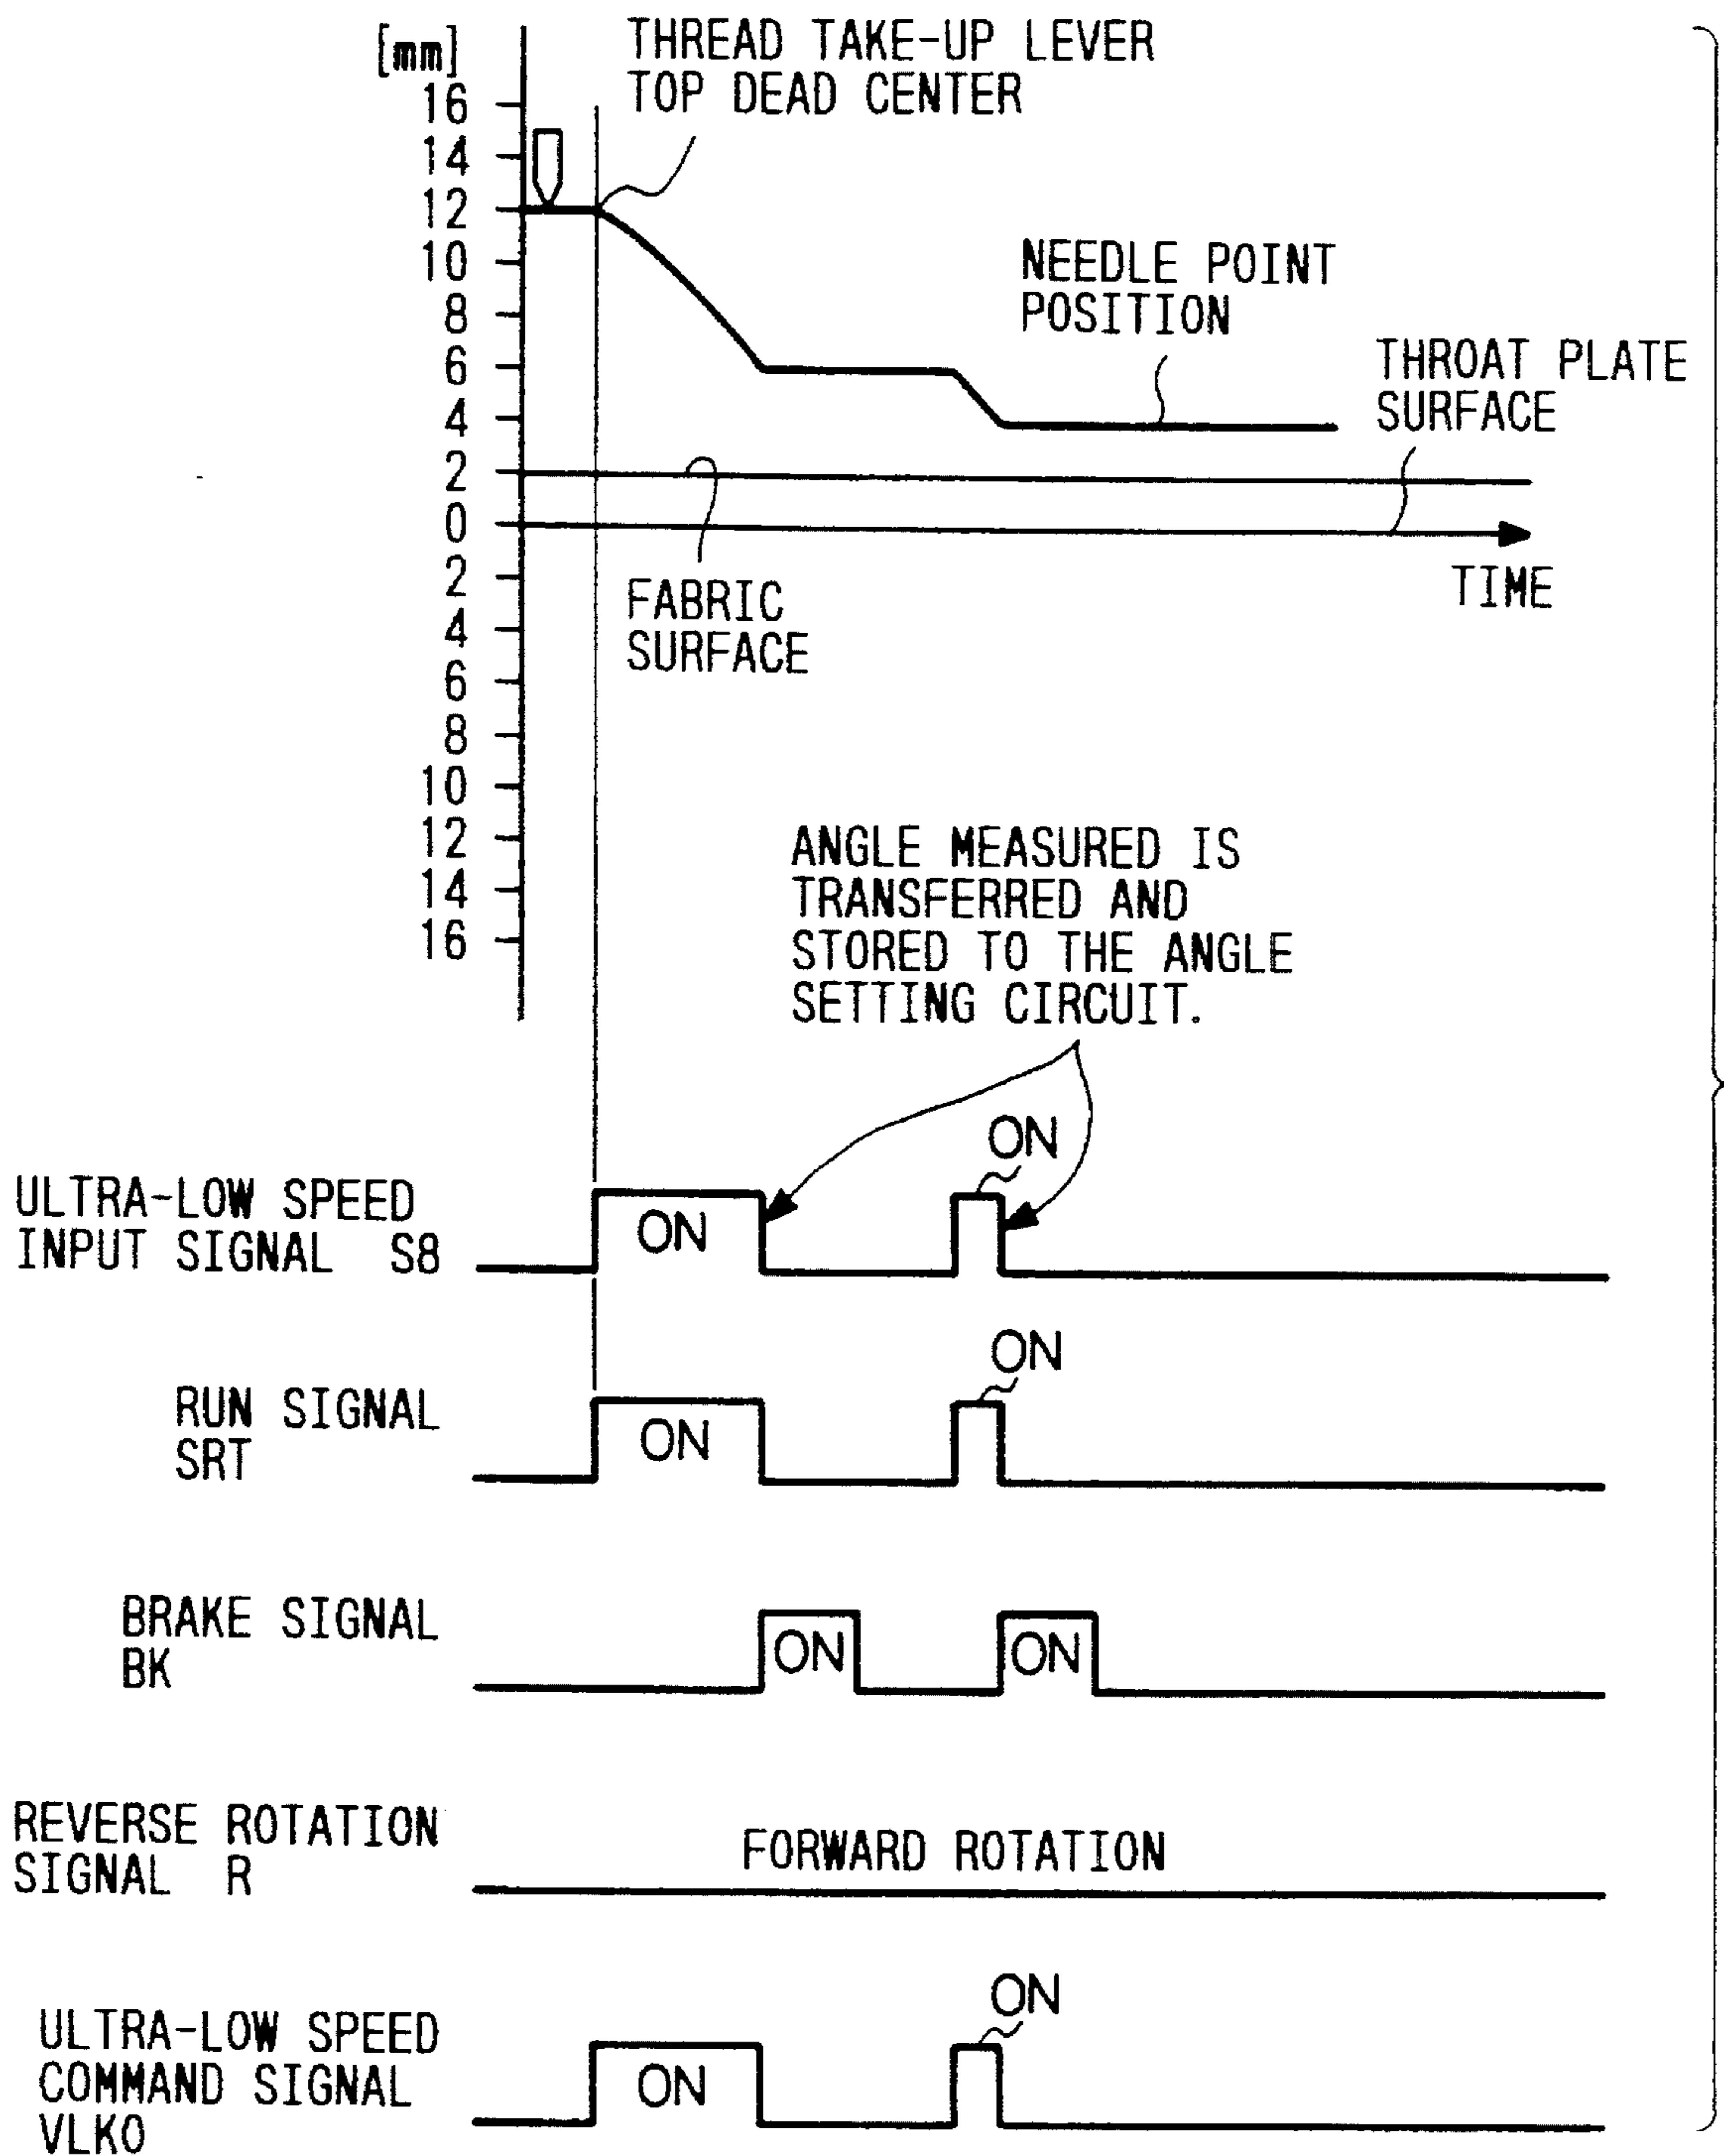 [mm]
THREAD TAKE-UP LEVER
TOP DEAD CENTER
16
14
12
10
8
6
4
2
0
2
4
6
8
10
12
14
16
NEEDLE POINT
POSITION
THROAT PLATE
SURFACE
TIME
FABRIC
SURFACE
ANGLE MEASURED IS
TRANSFERRED AND
STORED TO THE ANGLE
SETTING CIRCUIT.
ULTRA-LOW SPEED
INPUT SIGNAL S8
ON
ON
RUN SIGNAL
SRT
ON
ON
BRAKE SIGNAL
BK
ON
ON
REVERSE ROTATION
SIGNAL R
FORWARD ROTATION
ULTRA-LOW SPEED
COMMAND SIGNAL
VLKO
ON
ON